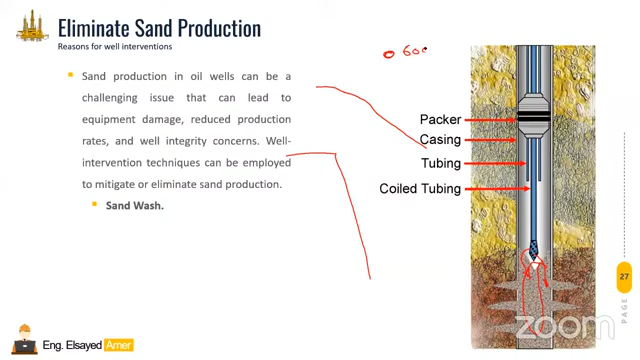 Eliminate Sand Production
Reasons for well interventions
Sand production in oil wells can be a
challenging issue that can lead to
equipment damage, reduced production
rates, and well integrity concerns. Well-
intervention techniques can be employed
to mitigate or eliminate sand production.
Sand Wash.
Packer
Casing
Tubing
Coiled Tubing
27
zoom
Eng. Elsayed Amer